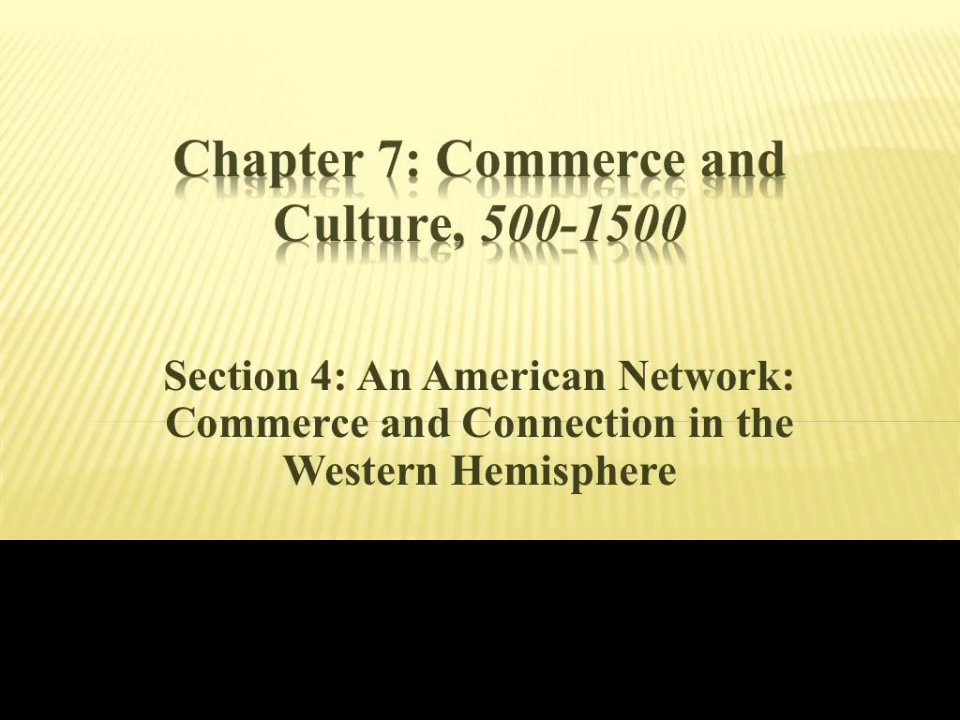 Chapter 7: Commerce and
Culture, 500-1500
Section 4: An American Network:
Commerce and Connection in the
Western Hemisphere